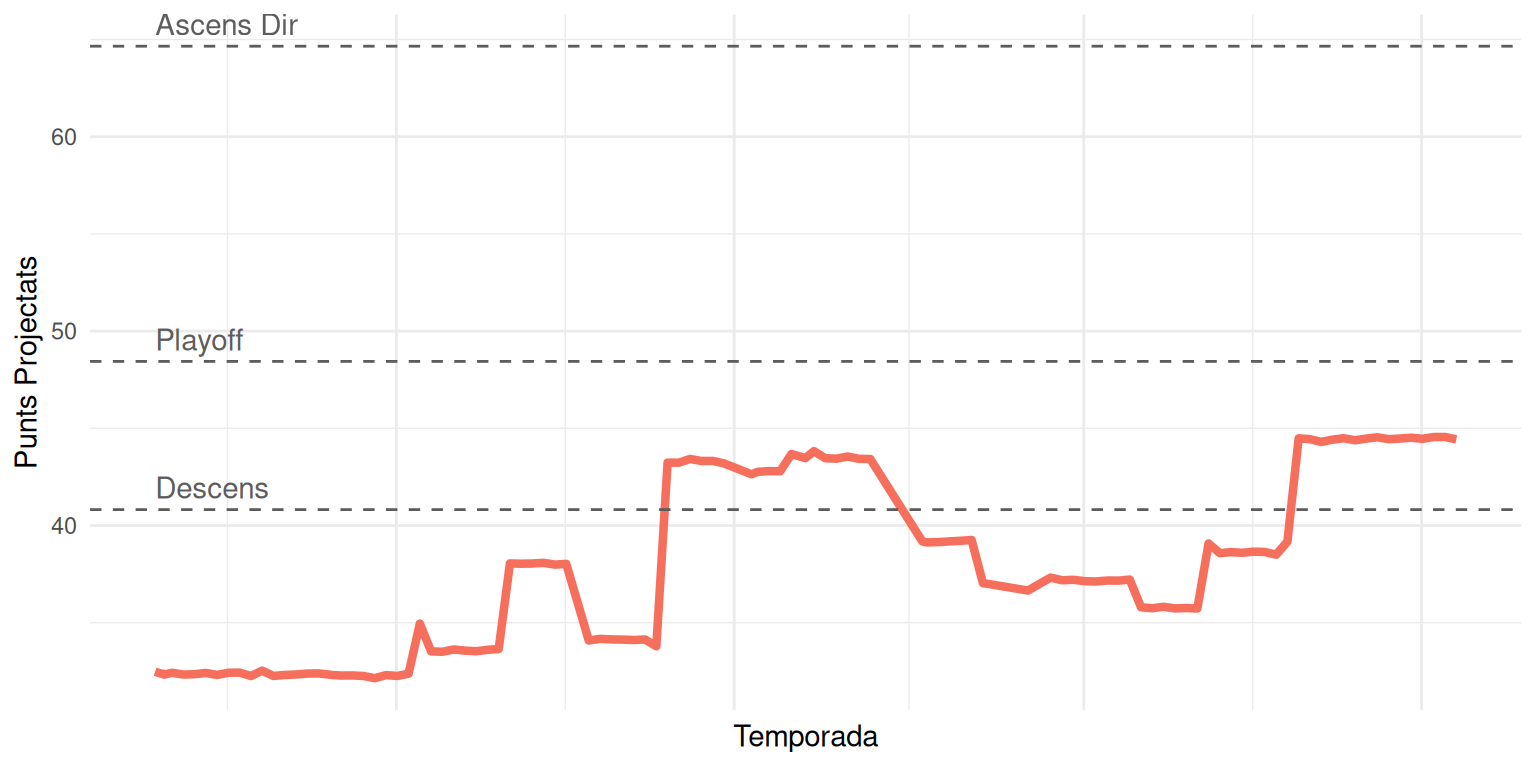 Ascens Dir
60
Playoff
50
Descens
40
Punts Projectats
Temporada